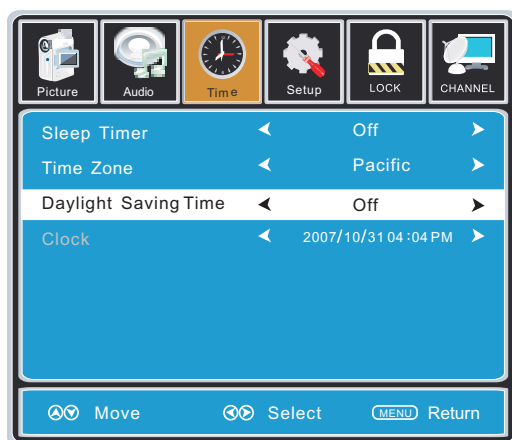 Picture Audio Time Setup LOCK CHANNEL
Sleep Timer Off
Time Zone Pacific
Daylight Saving Time Off
Clock 2007/10/31 04:04 PM
Move Select MENU Return